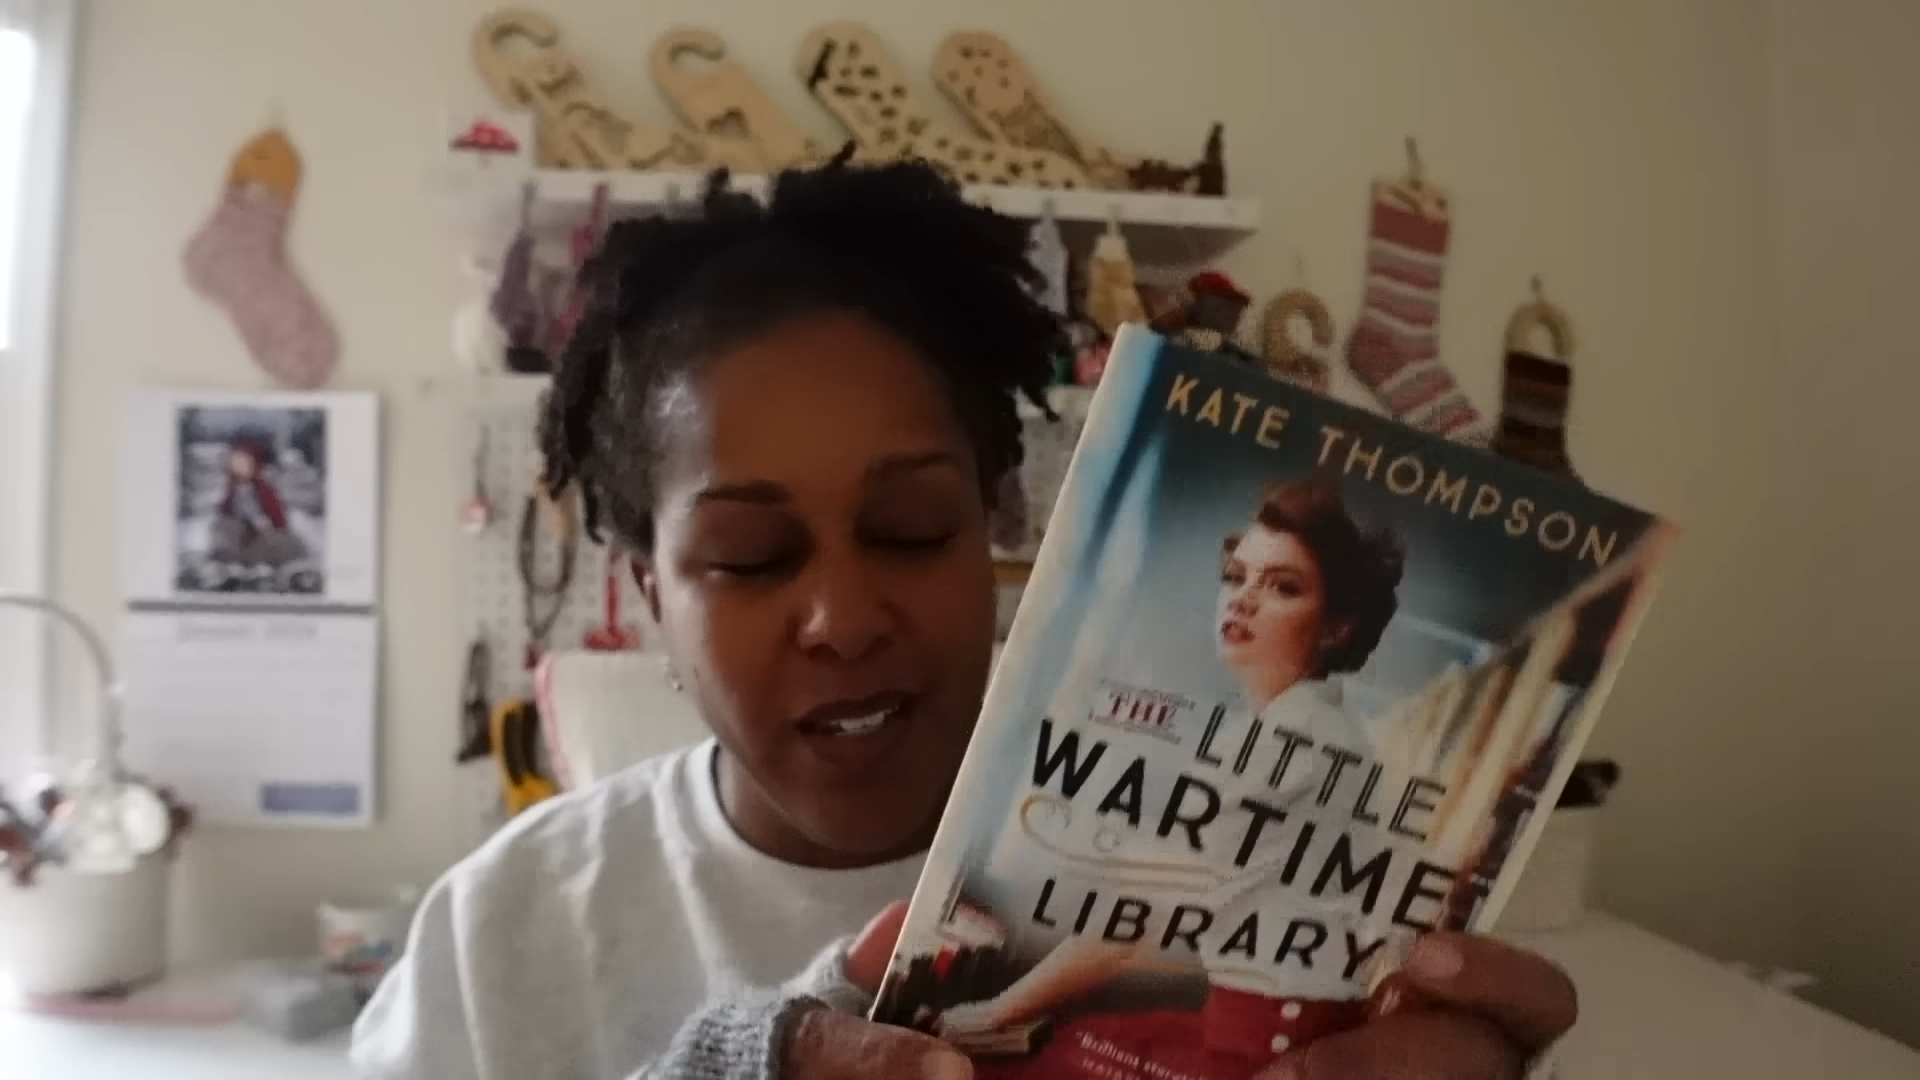 KATE THOMPSON
THE
LITTLE
WARTIME
LIBRARY
"Brilliant